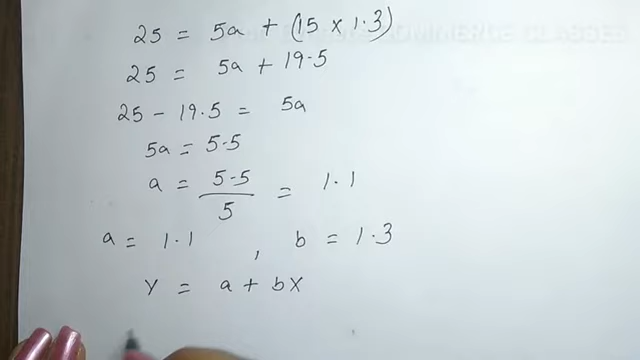 25 = 5a + (15 × 1.3)
25 = 5a + 19.5
25 - 19.5 = 5a
5a = 5.5
a = 5.5/5 = 1.1
a = 1.1 , b = 1.3
Y = a + bX